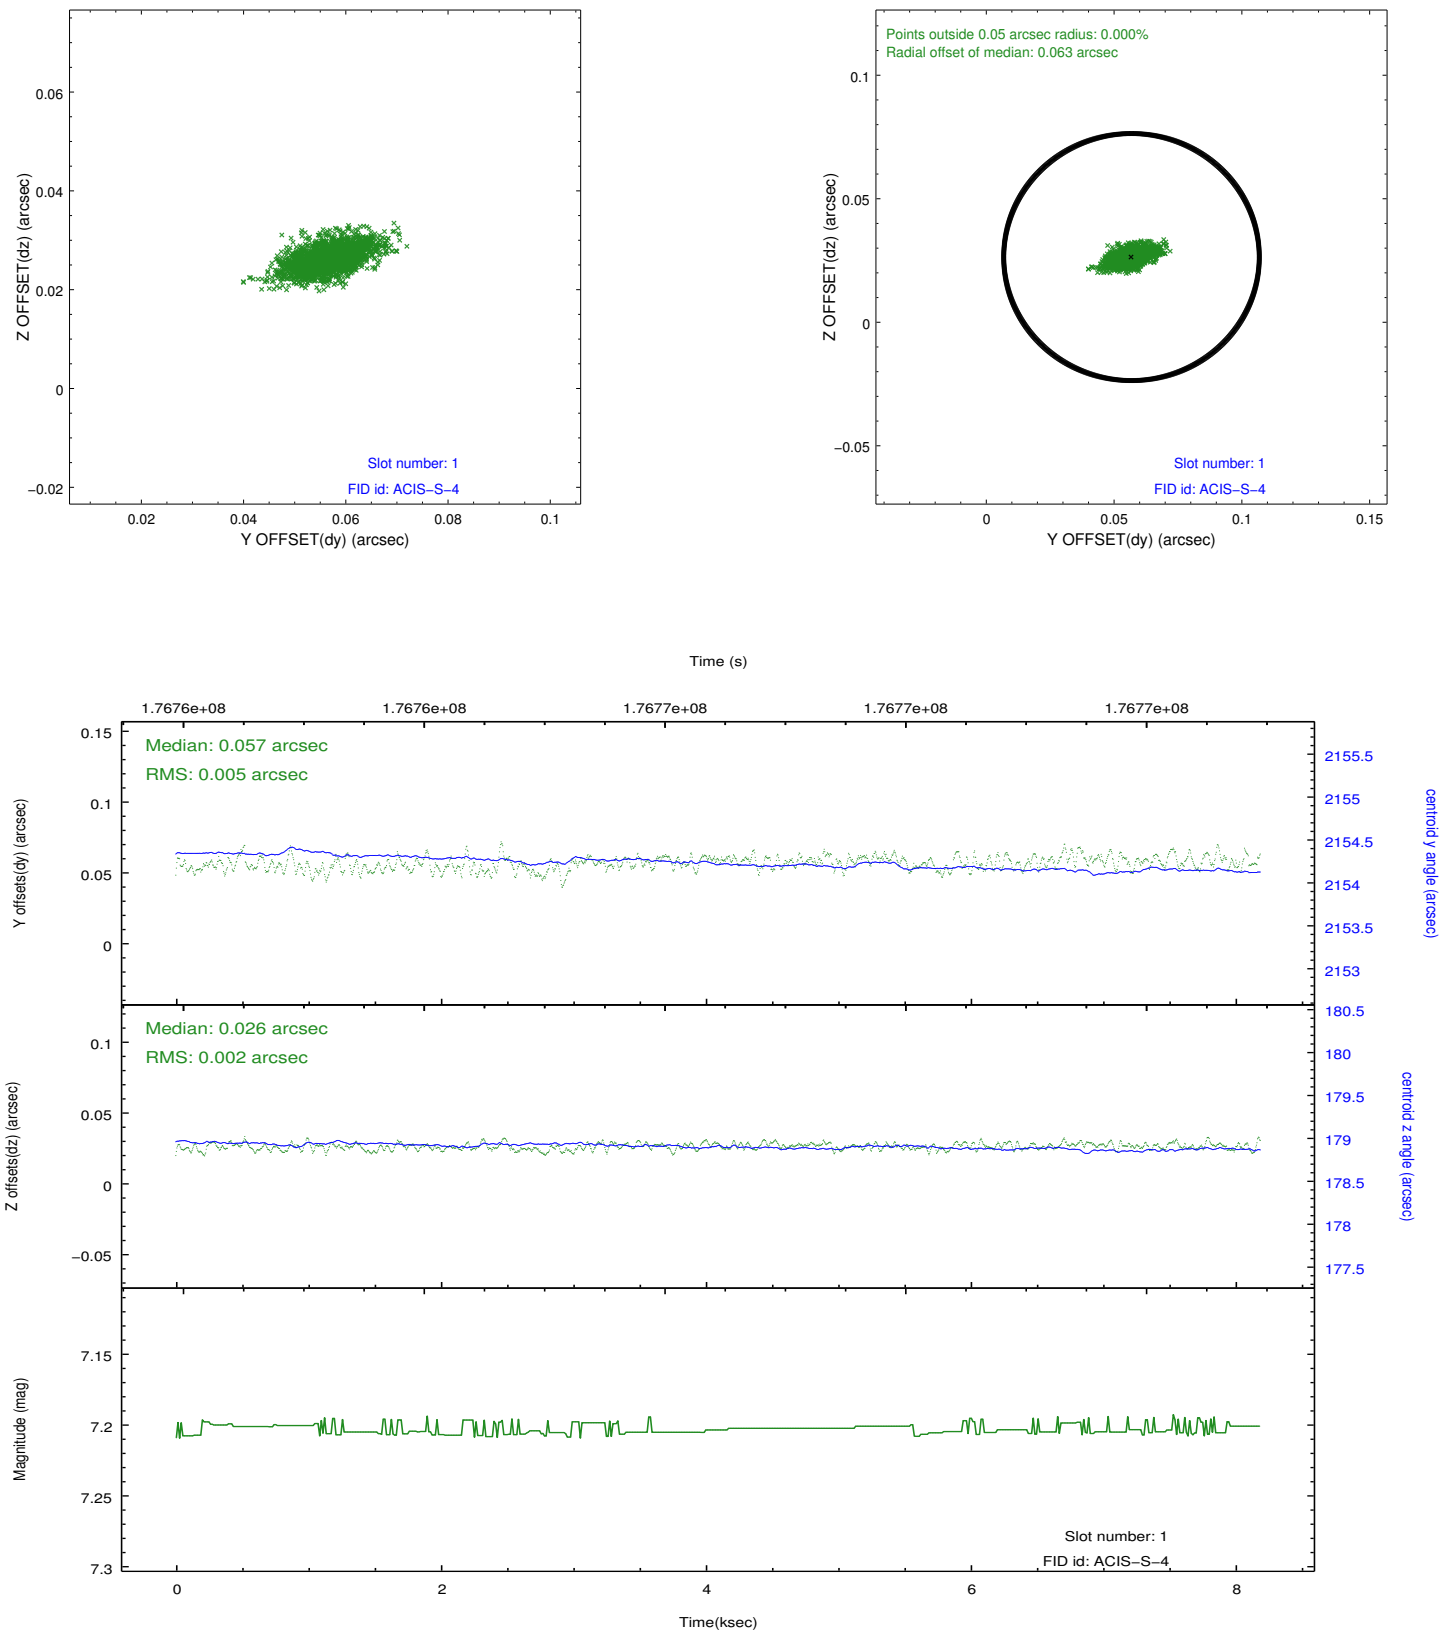 0.06
0.04
0.02
0
−0.02
Z OFFSET(dz) (arcsec)
Slot number: 1
FID id: ACIS−S−4
0.02
0.04
0.06
0.08
0.1
Y OFFSET(dy) (arcsec)
Points outside 0.05 arcsec radius: 0.000%
Radial offset of median: 0.063 arcsec
0.1
0.05
0
−0.05
Z OFFSET(dz) (arcsec)
Slot number: 1
FID id: ACIS−S−4
0
0.05
0.1
0.15
Y OFFSET(dy) (arcsec)
Time (s)
1.7676e+08
1.7676e+08
1.7677e+08
1.7677e+08
1.7677e+08
Median: 0.057 arcsec
RMS: 0.005 arcsec
0.15
0.1
0.05
0
Y offsets(dy) (arcsec)
2155.5
2155
2154.5
2154
2153.5
2153
centroid y angle (arcsec)
Median: 0.026 arcsec
RMS: 0.002 arcsec
0.1
0.05
0
−0.05
Z offsets(dz) (arcsec)
180.5
180
179.5
179
178.5
178
177.5
centroid z angle (arcsec)
7.15
7.2
7.25
7.3
Magnitude (mag)
Slot number: 1
FID id: ACIS−S−4
0
2
4
6
8
Time(ksec)